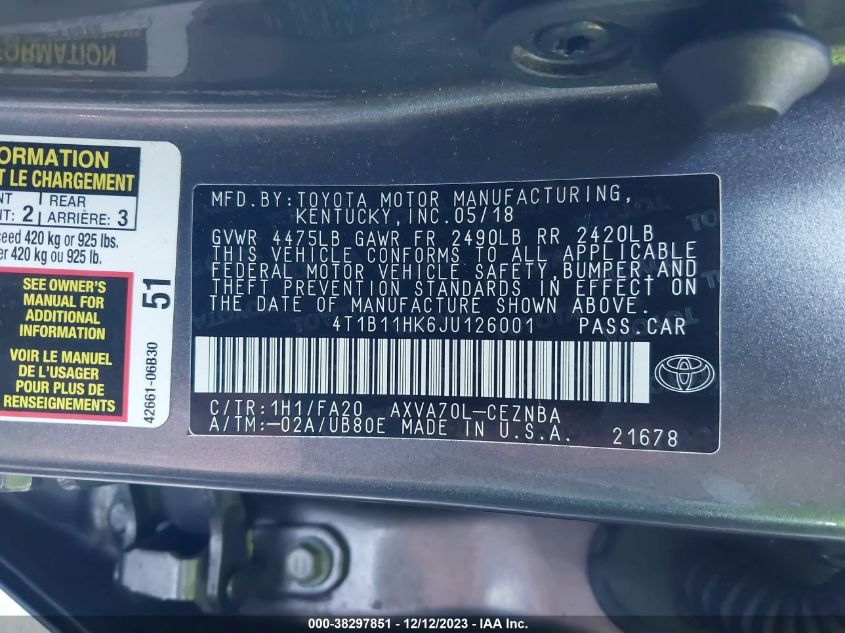 ORMATION
ORMATION
T LE CHARGEMENT
NT 2 REAR
NT: 2 ARRIÈRE: 3
ceed 420 kg or 925 lbs.
er 420 kg ou 925 lb.
SEE OWNER'S
MANUAL FOR
ADDITIONAL
INFORMATION
VOIR LE MANUEL
DE L'USAGER
POUR PLUS DE
RENSEIGNEMENTS
51
42661-06B30
MFD.BY:TOYOTA MOTOR MANUFACTURING,
KENTUCKY,INC.05/18
GVWR 4475LB GAWR FR 2490LB RR 2420LB
THIS VEHICLE CONFORMS TO ALL APPLICABLE
FEDERAL MOTOR VEHICLE SAFETY,BUMPER,AND
THEFT PREVENTION STANDARDS IN EFFECT ON
THE DATE OF MANUFACTURE SHOWN ABOVE.
4T1B11HK6JU126001 PASS.CAR
C/TR:1H1/FA20 AXVA70L-CEZNBA
A/TM:-02A/UB80E MADE IN U.S.A. 21678
000-38297851 - 12/12/2023 - IAA Inc.